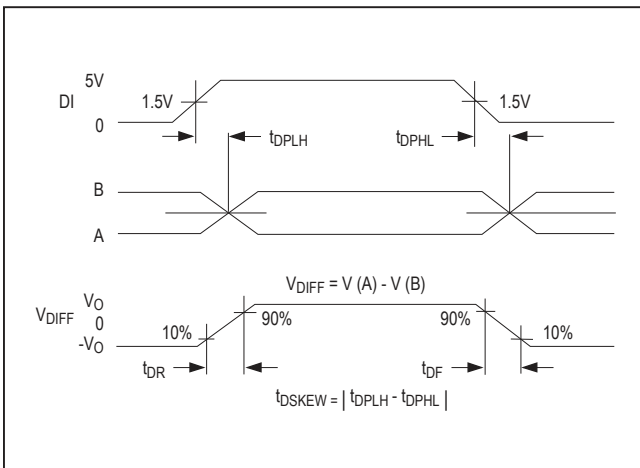 5V
DI
1.5V
1.5V
0
tDPLH
tDPHL
B
A
VDIFF = V (A) - V (B)
VO
VDIFF
0
90%
90%
10%
10%
-VO
tDR
tDF
tDSKEW = | tDPLH - tDPHL |